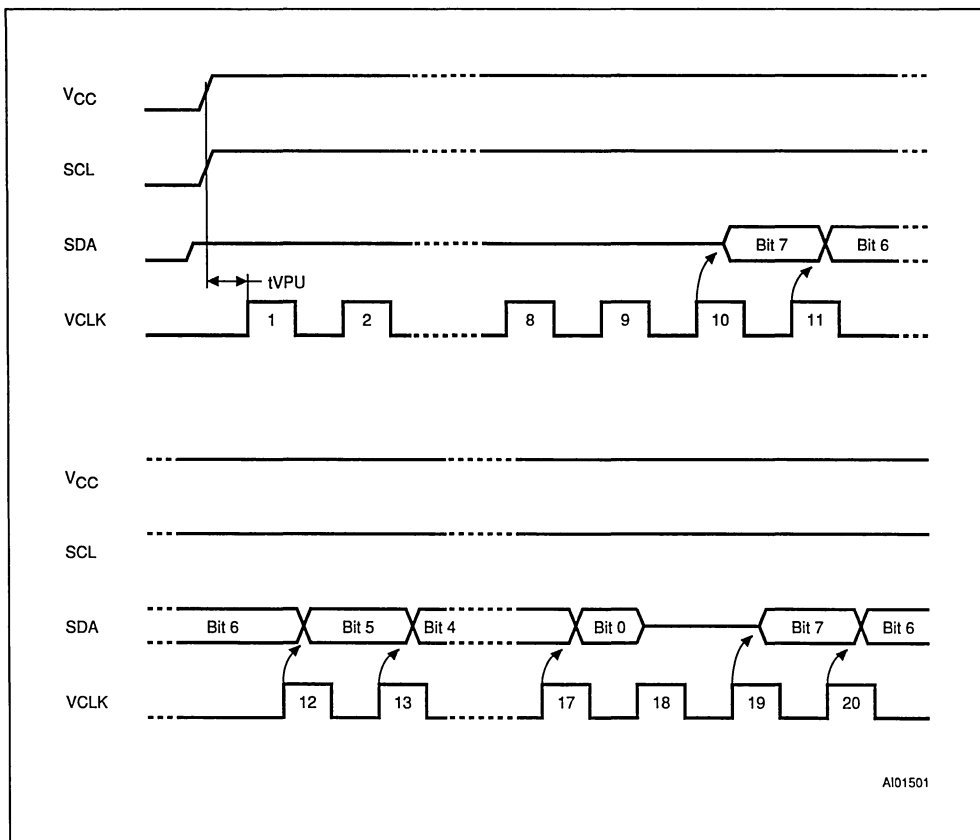 VCC
SCL
SDA Bit 7 Bit 6
tVPU
VCLK 1 2 8 9 10 11
VCC
SCL
SDA Bit 6 Bit 5 Bit 4 Bit 0 Bit 7 Bit 6
VCLK 12 13 17 18 19 20
AI01501